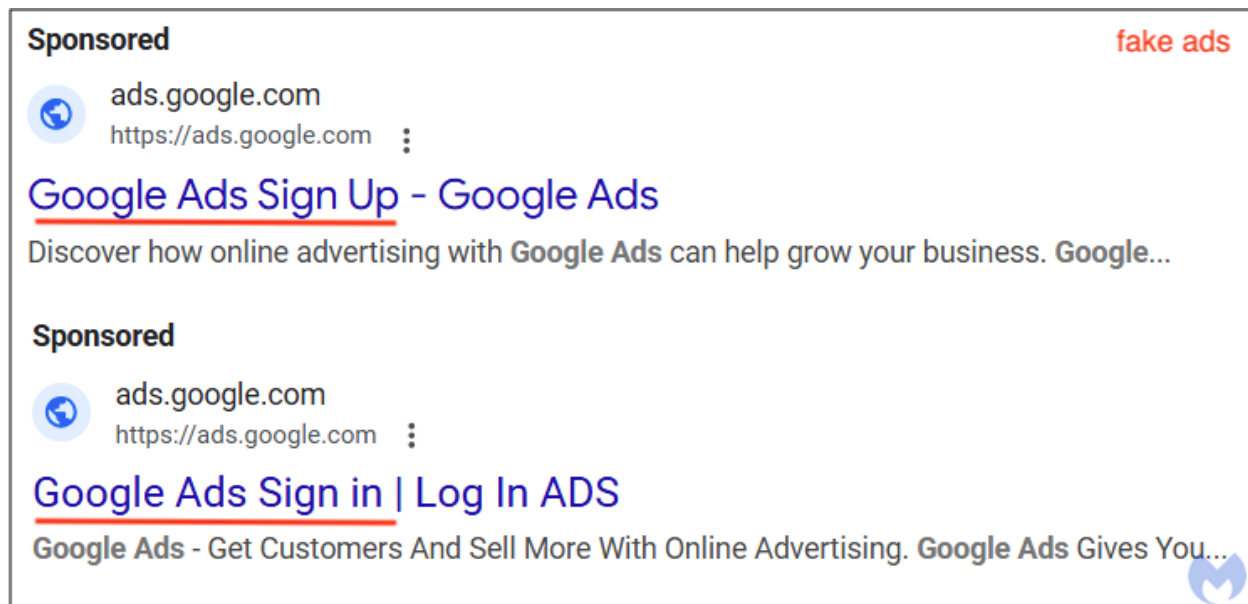 Sponsored
fake ads
ads.google.com
https://ads.google.com
Google Ads Sign Up - Google Ads
Discover how online advertising with Google Ads can help grow your business. Google...
Sponsored
ads.google.com
https://ads.google.com
Google Ads Sign in | Log In ADS
Google Ads - Get Customers And Sell More With Online Advertising. Google Ads Gives You...